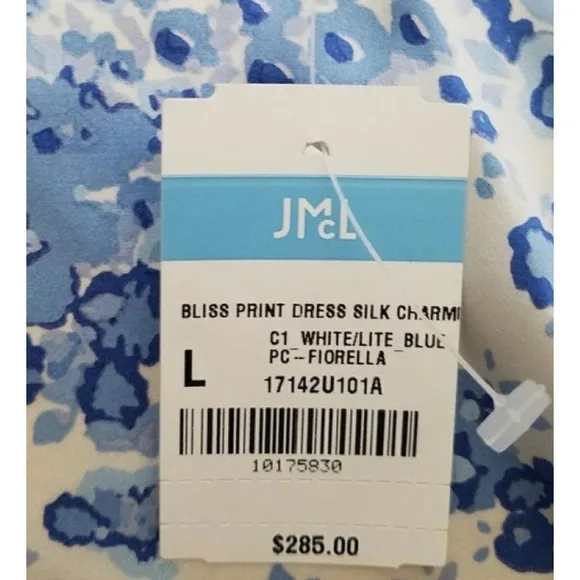 JMcL
BLISS PRINT DRESS SILK CHARM
C1_WHITE/LITE_BLUE
PC--FIORELLA
L
17142U101A
10175830
$285.00